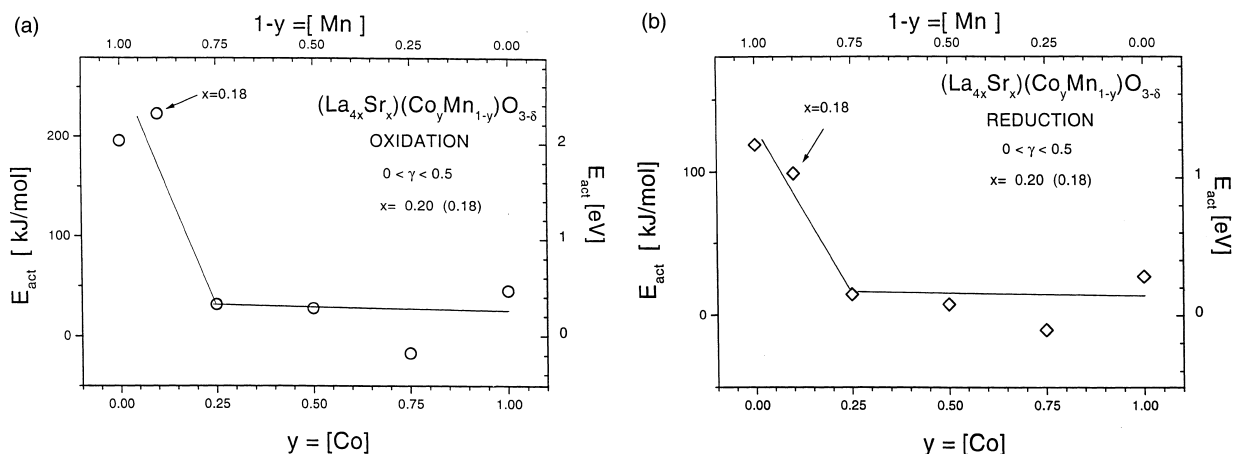 (a)
1-y =[ Mn ]
1.00 0.75 0.50 0.25 0.00
x=0.18
(La4xSrx)(CoyMn1-y)O3-δ
OXIDATION
0 < γ < 0.5
x= 0.20 (0.18)
200
100
0
Eact [ kJ/mol]
2
1
0
Eact [eV]
0.00 0.25 0.50 0.75 1.00
y = [Co]
(b)
1-y =[ Mn ]
1.00 0.75 0.50 0.25 0.00
x=0.18
(La4xSrx)(CoyMn1-y)O3-δ
REDUCTION
0 < γ < 0.5
x= 0.20 (0.18)
100
0
Eact [ kJ/mol]
1
0
Eact [eV]
0.00 0.25 0.50 0.75 1.00
y = [Co]